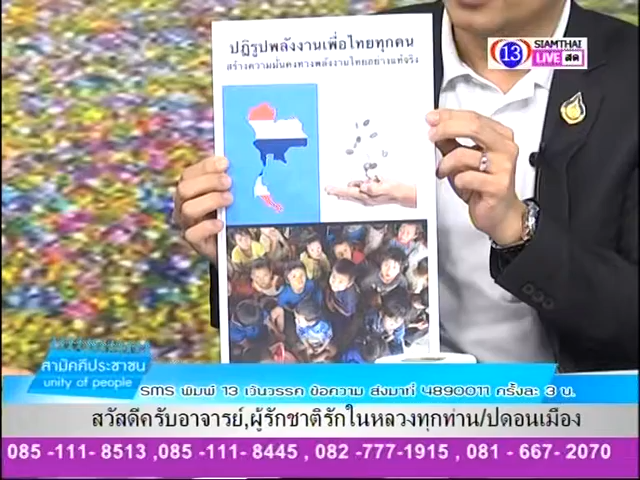 ปฏิรูปพลังงานเพื่อไทยทุกคน
สร้างความมั่นคงทางพลังงานไทยอย่างแท้จริง
13 SIAMTHAI
LIVE สด
สามัคคีประชาชน
unity of people
SMS พิมพ์ 13 เว้นวรรค ข้อความ ส่งมาที่ 4890011 ครั้งละ 3 บ.
สวัสดีครับอาจารย์,ผู้รักชาติรักในหลวงทุกท่าน/ปดอนเมือง
085 -111- 8513 ,085 -111- 8445 , 082 -777-1915 , 081 - 667- 2070